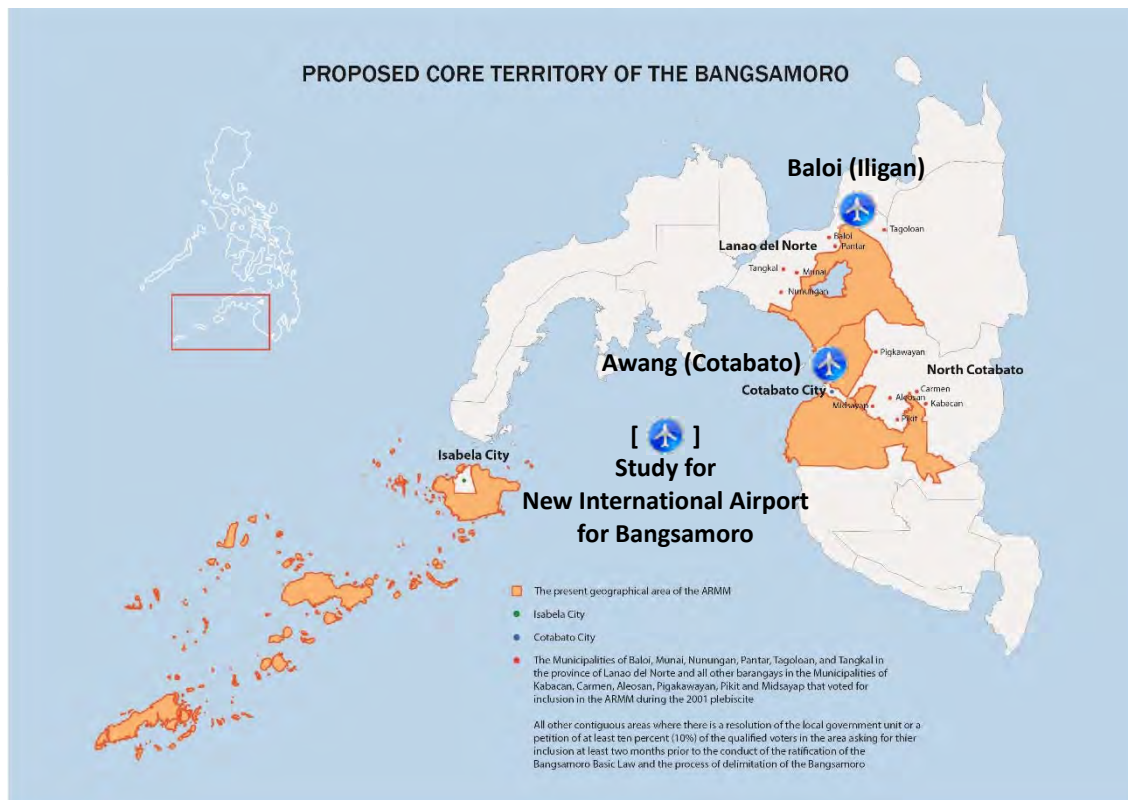 PROPOSED CORE TERRITORY OF THE BANGSAMORO
Baloi (Iligan)
Tagoloan
Baloi
Lanao del Norte
Pantar
Tangkal
Munai
Nunungan
Awang (Cotabato)
Pigkawayan
North Cotabato
Cotabato City
Carmen
Aleosan
Kabacan
Midsayap
Pikit
[ ]
Study for
New International Airport
for Bangsamoro
Isabela City
The present geographical area of the ARMM
Isabela City
Cotabato City
The Municipalities of Baloi, Munai, Nunungan, Pantar, Tagoloan, and Tangkal in
the province of Lanao del Norte and all other barangays in the Municipalities of
Kabacan, Carmen, Aleosan, Pigakawayan, Pikit and Midsayap that voted for
inclusion in the ARMM during the 2001 plebiscite
All other contiguous areas where there is a resolution of the local government unit or a
petition of at least ten percent (10%) of the qualified voters in the area asking for thier
inclusion at least two months prior to the conduct of the ratification of the
Bangsamoro Basic Law and the process of delimitation of the Bangsamoro